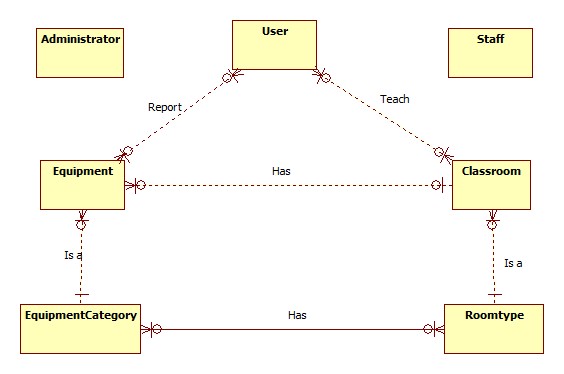 Administrator
User
Staff
Report
Teach
Equipment
Has
Classroom
Is a
Is a
EquipmentCategory
Has
Roomtype